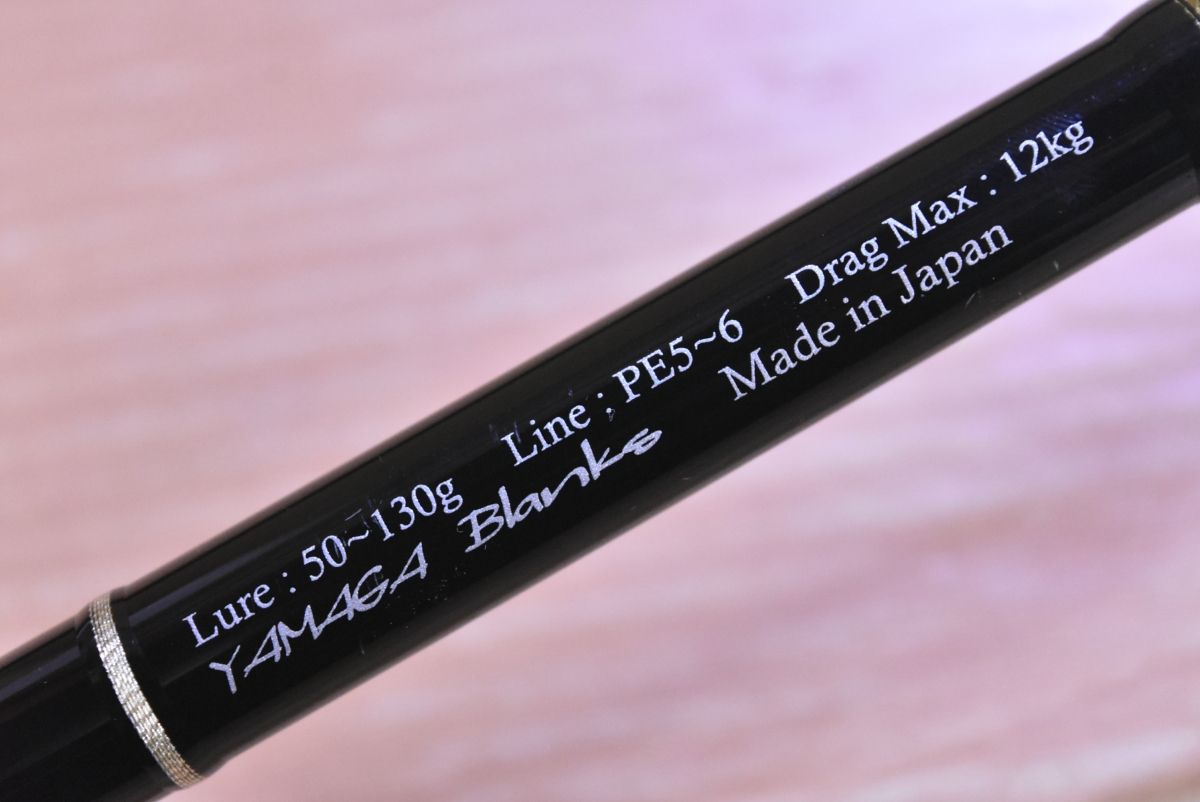 Lure : 50~130g Line : PE5~6 Drag Max : 12kg
YAMAGA Blanks Made in Japan